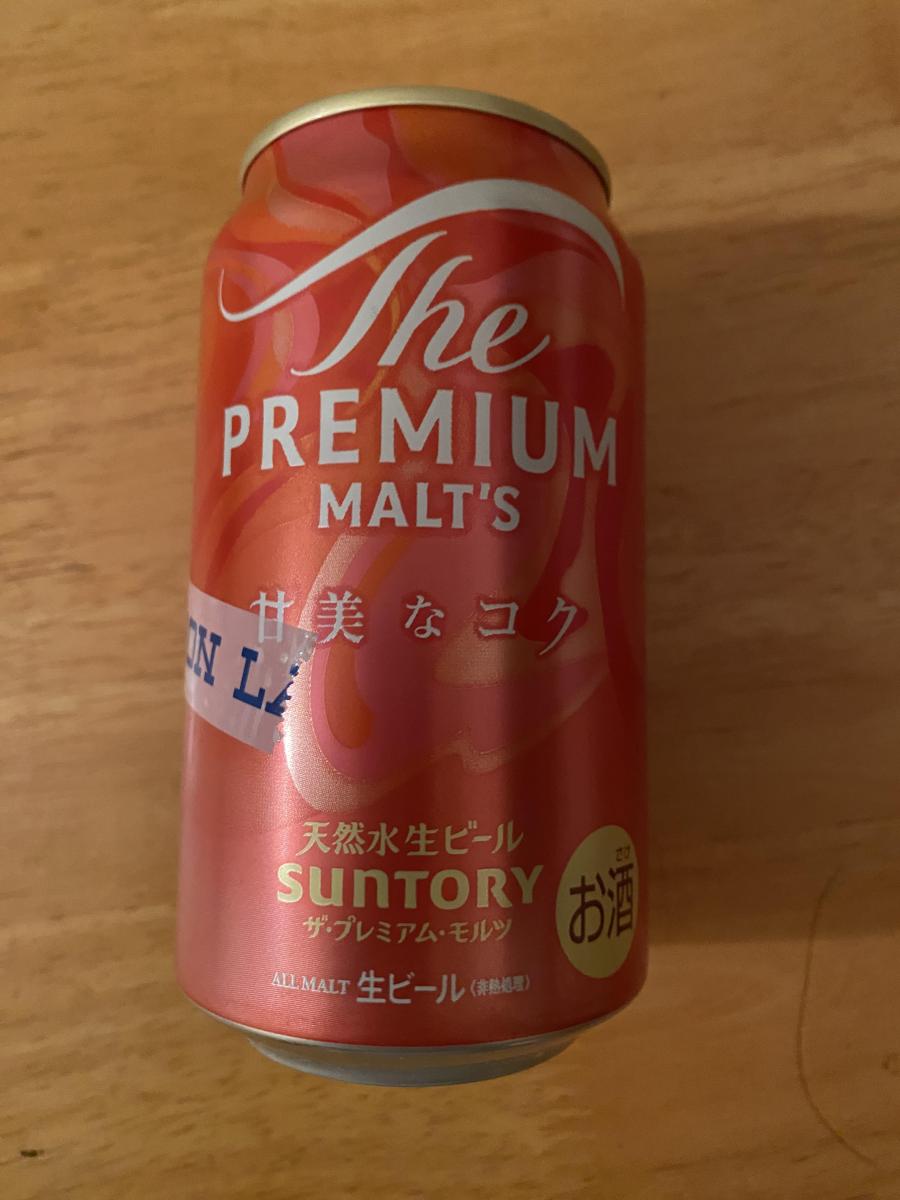 The
PREMIUM
MALT'S
甘美なコク
ON LA
天然水生ビール
SUNTORY
ザ・プレミアム・モルツ
さけ
お酒
ALL MALT 生ビール（非熱処理）